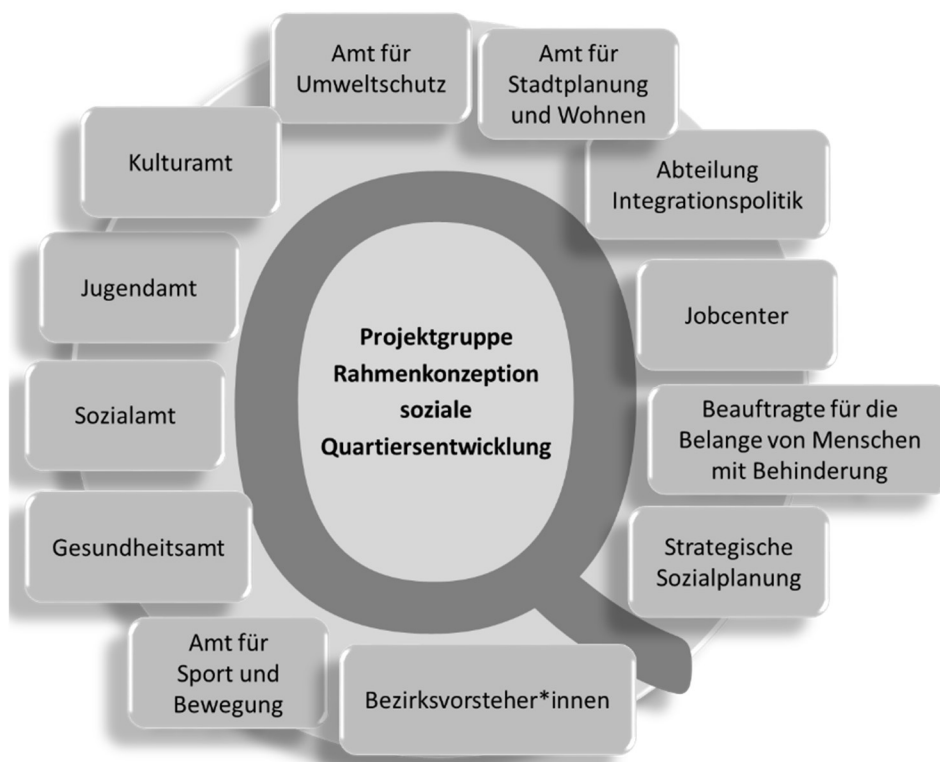 Amt für
Umweltschutz
Amt für
Stadtplanung
und Wohnen
Kulturamt
Abteilung
Integrationspolitik
Jugendamt
Jobcenter
Projektgruppe
Rahmenkonzeption
soziale
Quartiersentwicklung
Sozialamt
Beauftragte für die
Belange von Menschen
mit Behinderung
Gesundheitsamt
Strategische
Sozialplanung
Amt für
Sport und
Bewegung
Bezirksvorsteher*innen